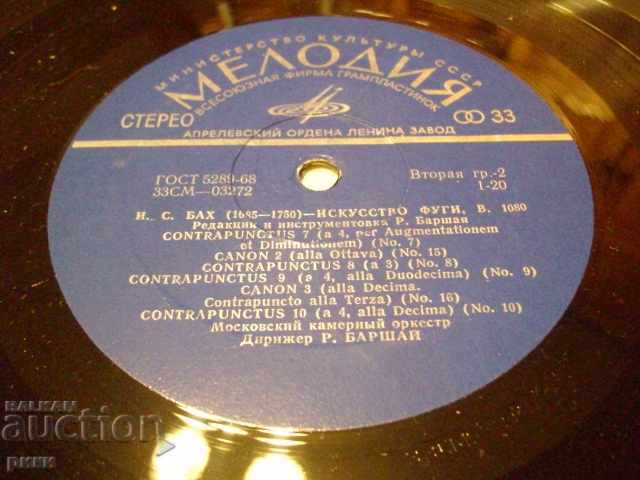 МИНИСТЕРСТВО КУЛЬТУРЫ СССР
МЕЛОДИЯ
ВСЕСОЮЗНАЯ ФИРМА ГРАМПЛАСТИНОК
СТЕРЕО 33
АПРЕЛЕВСКИЙ ОРДЕНА ЛЕНИНА ЗАВОД
ГОСТ 5289-68 Вторая гр.-2
33СМ—03272 1-20
И. С. БАХ (1685—1750)—ИСКУССТВО ФУГИ, В. 1080
Редакция и инструментовка Р. Баршая
CONTRAPUNCTUS 7 (a 4, per Augmentationem
et Diminutionem) (No. 7)
CANON 2 (alla Ottava) (No. 15)
CONTRAPUNCTUS 8 (a 3) (No. 8)
CONTRAPUNCTUS 9 (a 4, alla Duodecima) (No. 9)
CANON 3 (alla Decima.
Contrapuncto alla Terza) (No. 16)
CONTRAPUNCTUS 10 (a 4, alla Decima) (No. 10)
Московский камерный оркестр
Дирижер Р. БАРШАЙ
BALKAN
auction